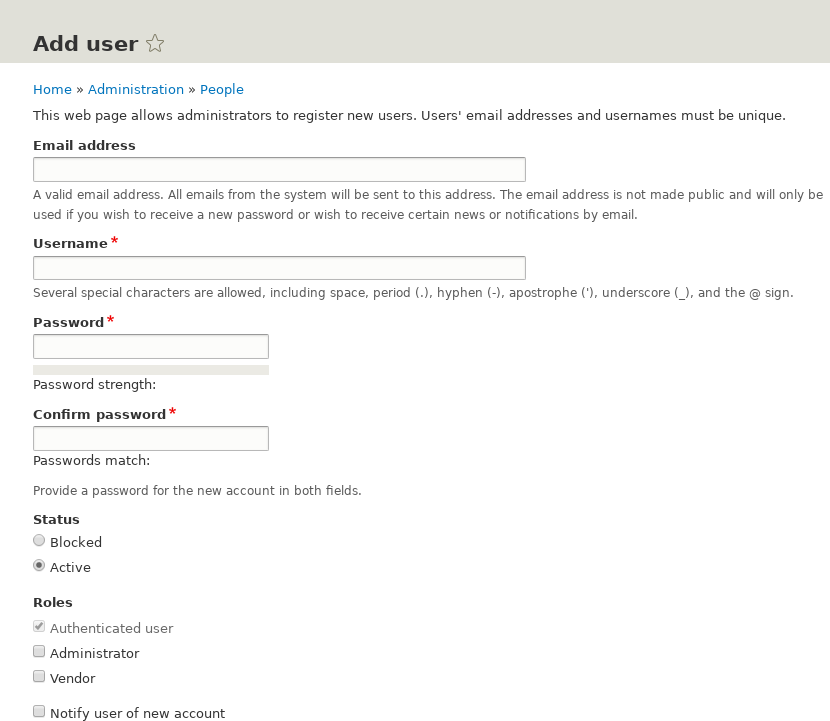 Add user
Home » Administration » People
This web page allows administrators to register new users. Users' email addresses and usernames must be unique.
Email address
A valid email address. All emails from the system will be sent to this address. The email address is not made public and will only be
used if you wish to receive a new password or wish to receive certain news or notifications by email.
Username*
Several special characters are allowed, including space, period (.), hyphen (-), apostrophe ('), underscore (_), and the @ sign.
Password*
Password strength:
Confirm password*
Passwords match:
Provide a password for the new account in both fields.
Status
Blocked
Active
Roles
Authenticated user
Administrator
Vendor
Notify user of new account